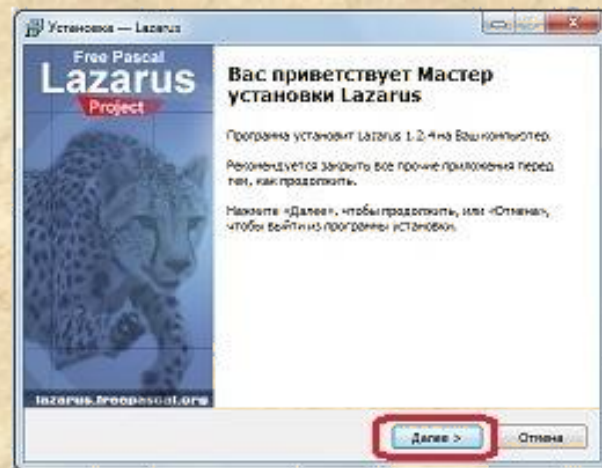 Установка — Lazarus
Free Pascal
Lazarus
Project
Вас приветствует Мастер
установки Lazarus
Программа установит Lazarus 1.2.4 на Ваш компьютер.
Рекомендуется закрыть все прочие приложения перед
тем, как продолжить.
Нажмите «Далее», чтобы продолжить, или «Отмена»,
чтобы выйти из программы установки.
lazarus.freepascal.org
Далее >
Отмена